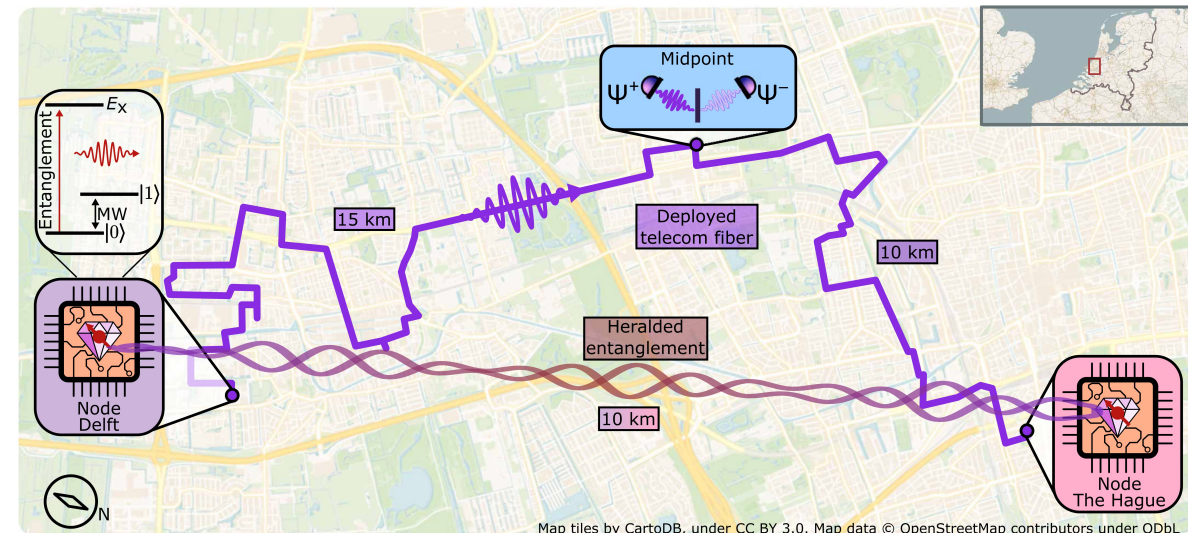 Midpoint
Ψ⁺
Ψ⁻
Eₓ
Entanglement
|1⟩
MW
|0⟩
15 km
Deployed
telecom fiber
10 km
Heralded
entanglement
10 km
Node
Delft
Node
The Hague
N
Map tiles by CartoDB, under CC BY 3.0. Map data © OpenStreetMap contributors under ODbL